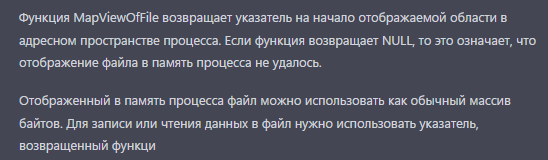 Функция MapViewOfFile возвращает указатель на начало отображаемой области в
адресном пространстве процесса. Если функция возвращает NULL, то это означает, что
отображение файла в память процесса не удалось.
Отображенный в память процесса файл можно использовать как обычный массив
байтов. Для записи или чтения данных в файл нужно использовать указатель,
возвращенный функци